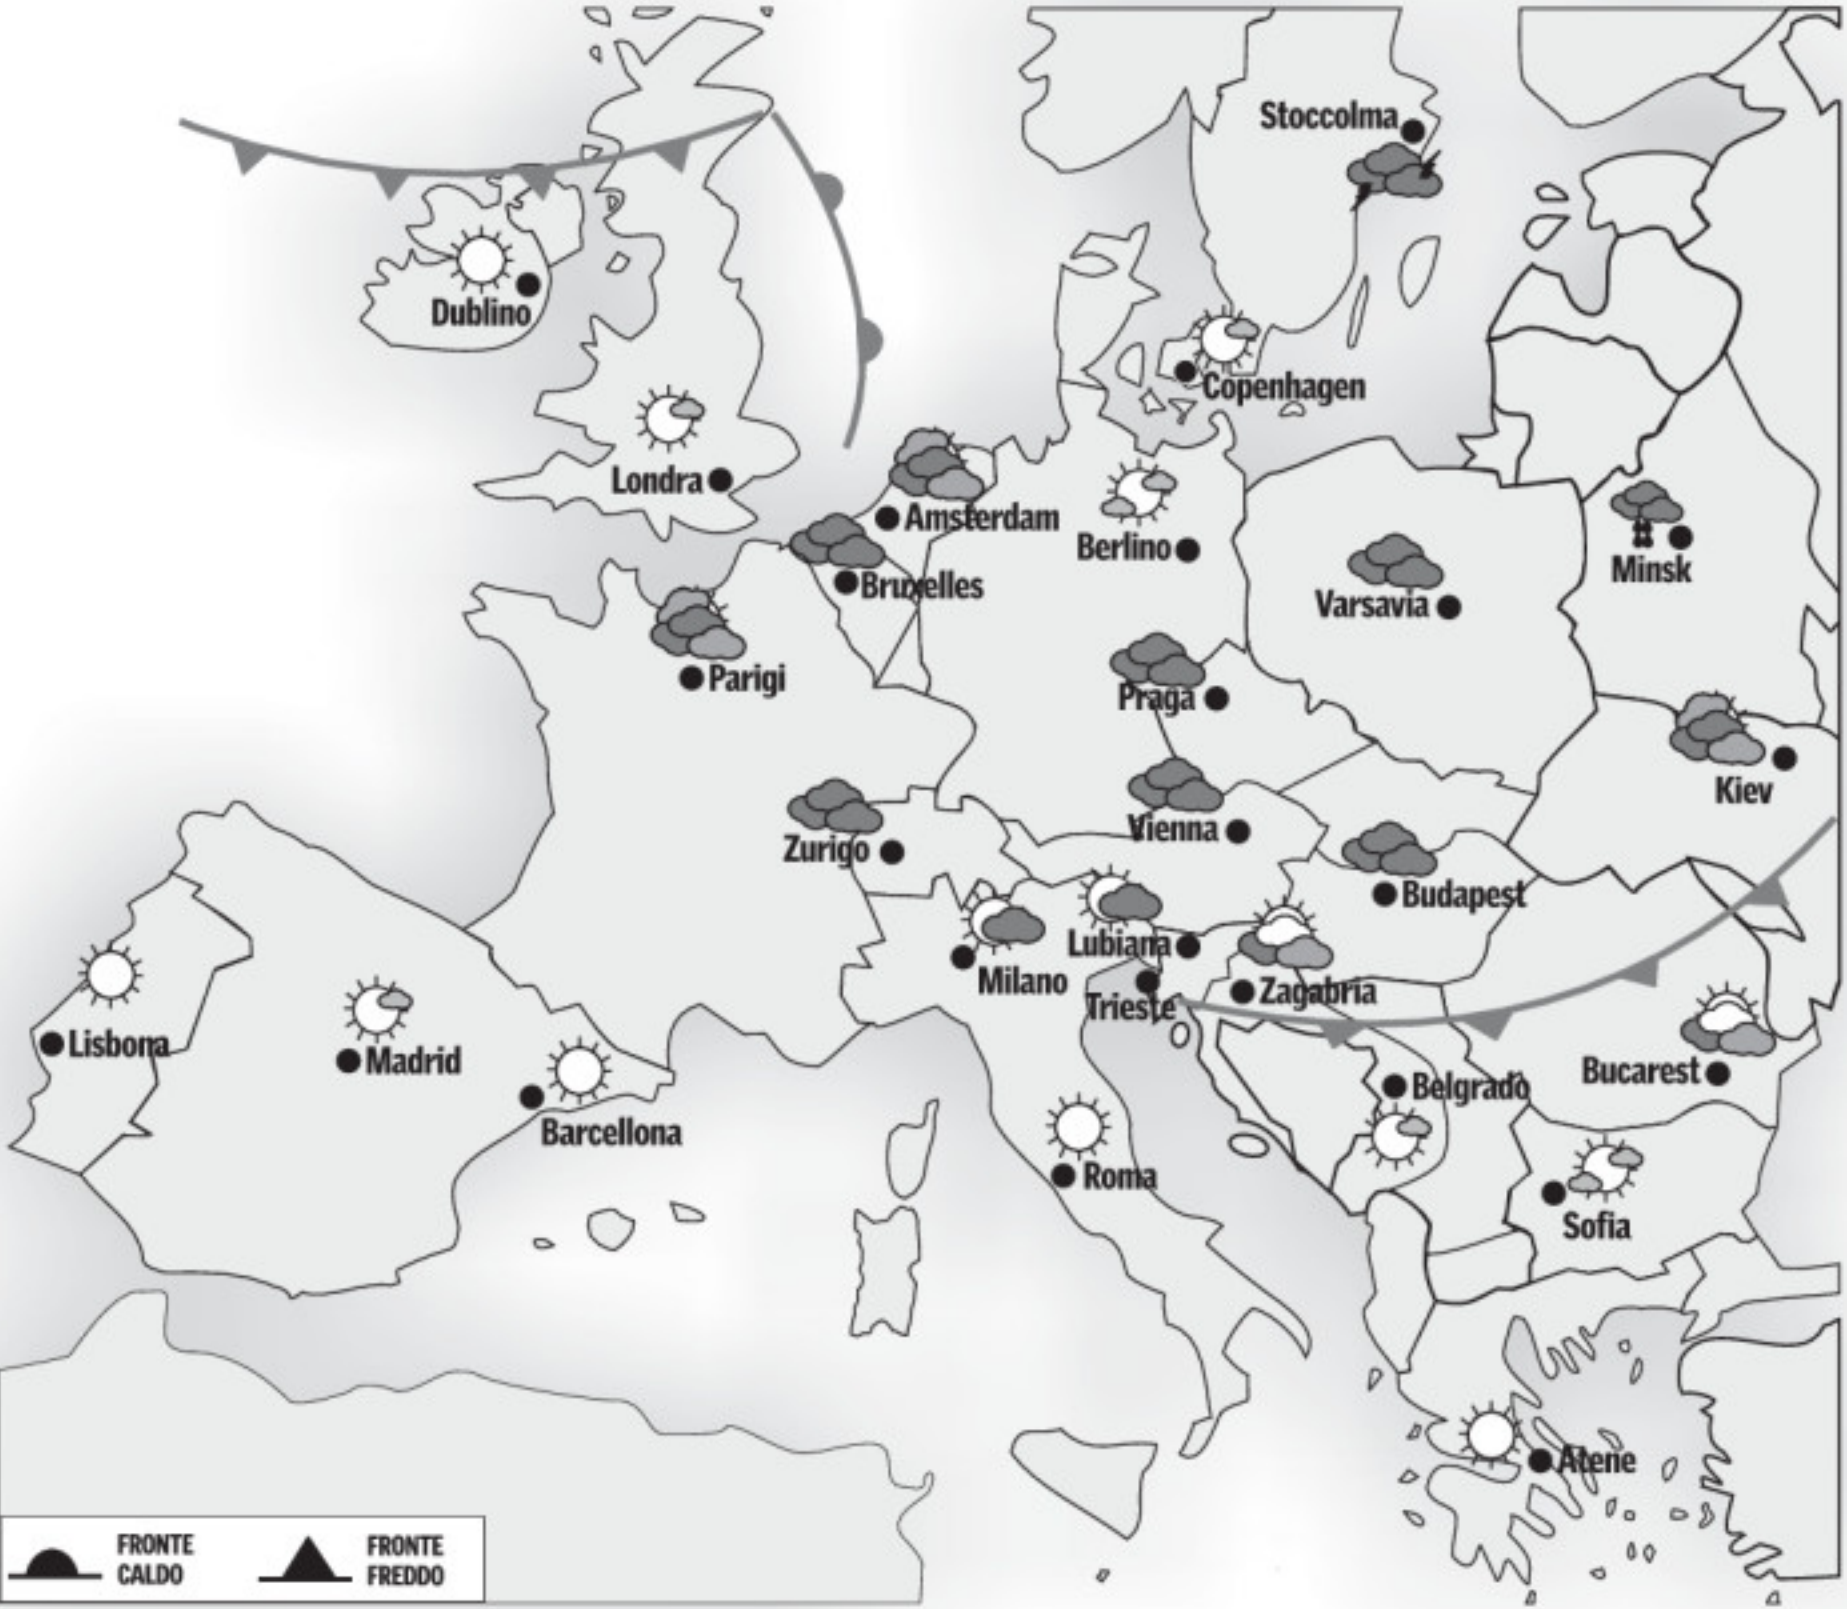 Stoccolma
Dublino
Copenhagen
Londra
Amsterdam
Berlino
Bruxelles
Minsk
Varsavia
Parigi
Praga
Kiev
Vienna
Zurigo
Budapest
Lubiana
Milano
Zagabria
Trieste
Lisbona
Madrid
Bucarest
Belgrado
Barcellona
Roma
Sofia
Atene
FRONTE
CALDO
FRONTE
FREDDO